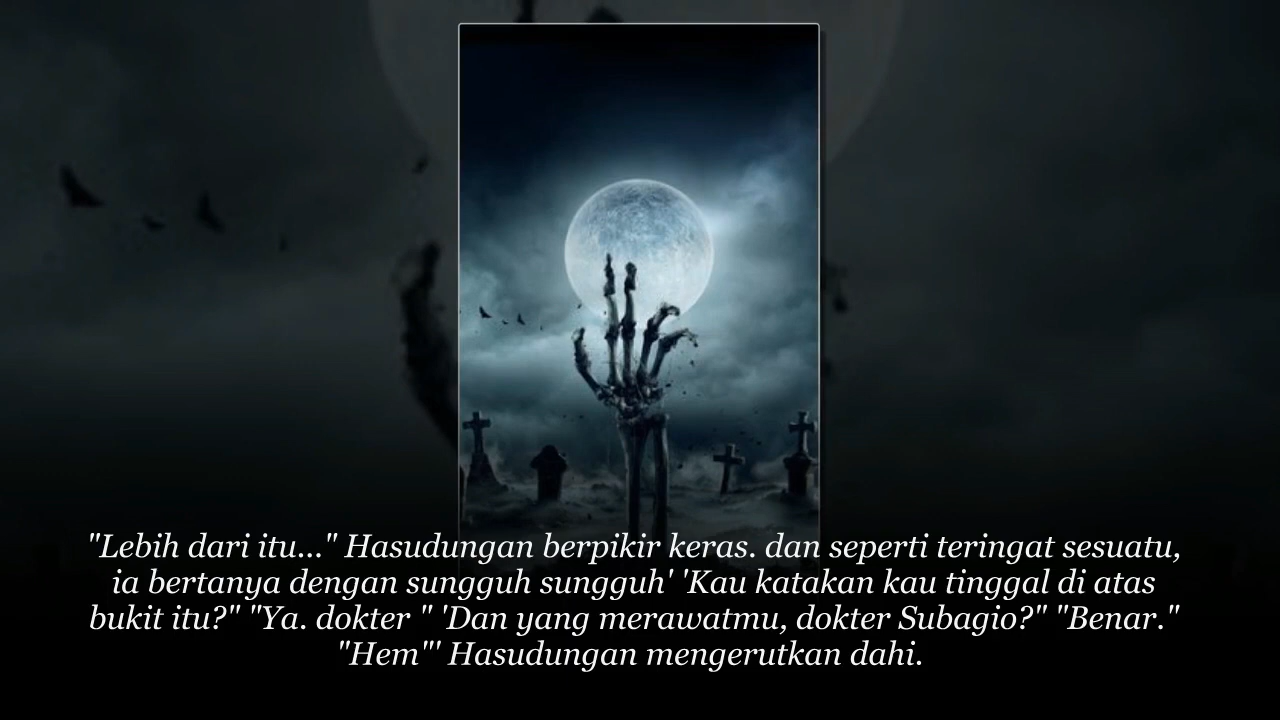 "Lebih dari itu..." Hasudungan berpikir keras. dan seperti teringat sesuatu,
ia bertanya dengan sungguh sungguh' 'Kau katakan kau tinggal di atas
bukit itu?" "Ya. dokter " 'Dan yang merawatmu, dokter Subagio?" "Benar."
"Hem"' Hasudungan mengerutkan dahi.